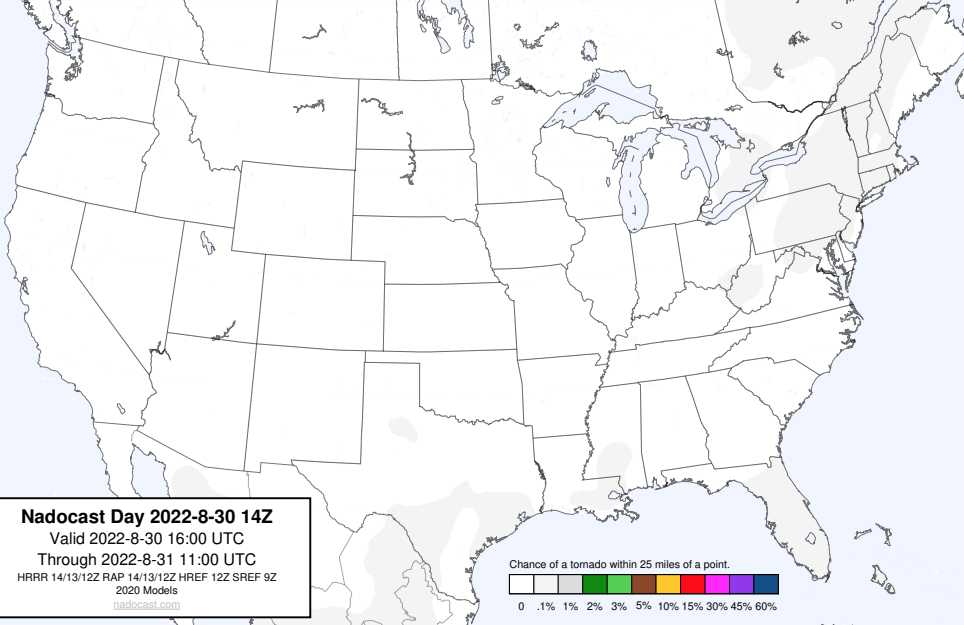 Nadocast Day 2022-8-30 14Z
Valid 2022-8-30 16:00 UTC
Through 2022-8-31 11:00 UTC
HRRR 14/13/12Z RAP 14/13/12Z HREF 12Z SREF 9Z
2020 Models
nadocast.com
Chance of a tornado within 25 miles of a point.
0 .1% 1% 2% 3% 5% 10% 15% 30% 45% 60%